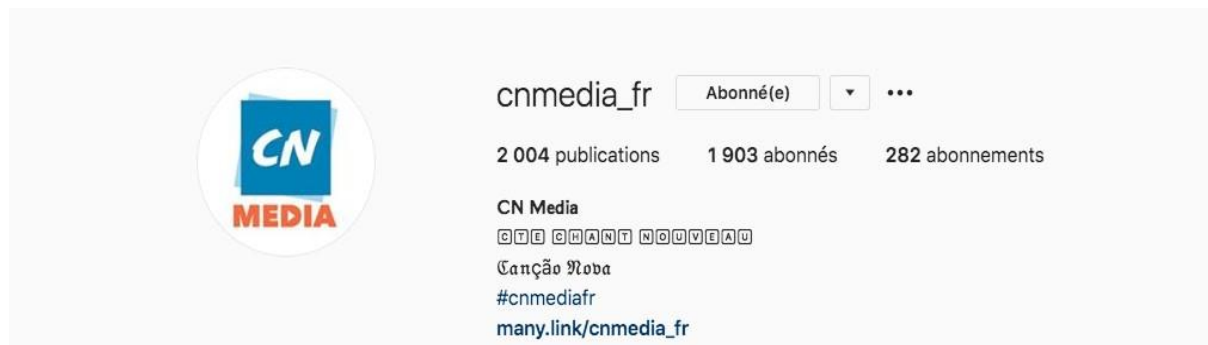 CN
MEDIA
cnmedia_fr Abonné(e)
2 004 publications 1 903 abonnés 282 abonnements
CN Media
🄲🅃🄴 🄲🄷🄰🄽🅃 🄽🄾🅄🅅🄴🄰🅄
ℭ𝔞𝔫çã𝔬 𝔑𝔬𝔳𝔞
#cnmediafr
many.link/cnmedia_fr